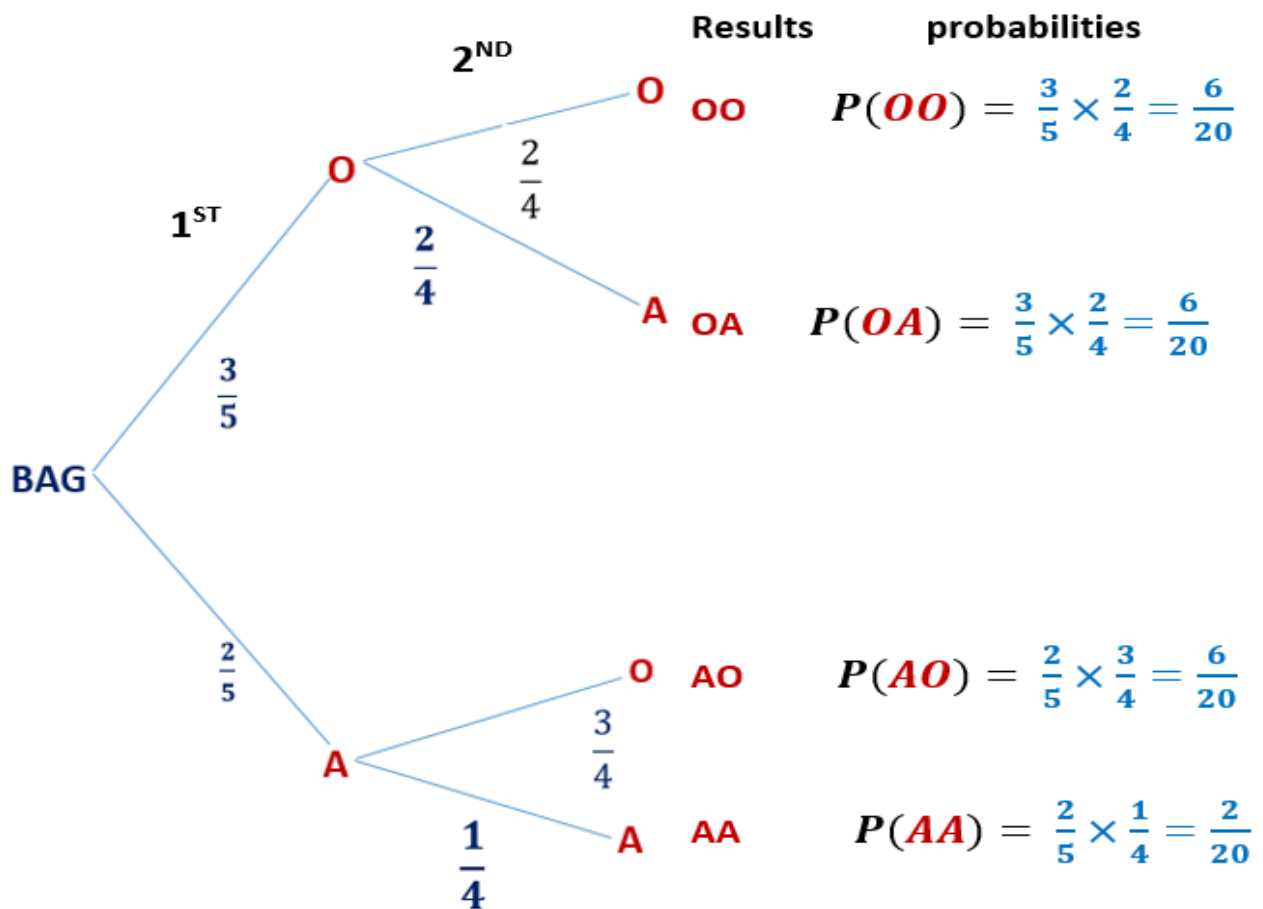 Results probabilities
2ND
O OO P(OO) = 3/5 × 2/4 = 6/20
2/4
O
1ST
2/4
A OA P(OA) = 3/5 × 2/4 = 6/20
3/5
BAG
2/5
O AO P(AO) = 2/5 × 3/4 = 6/20
3/4
A
A AA P(AA) = 2/5 × 1/4 = 2/20
1/4